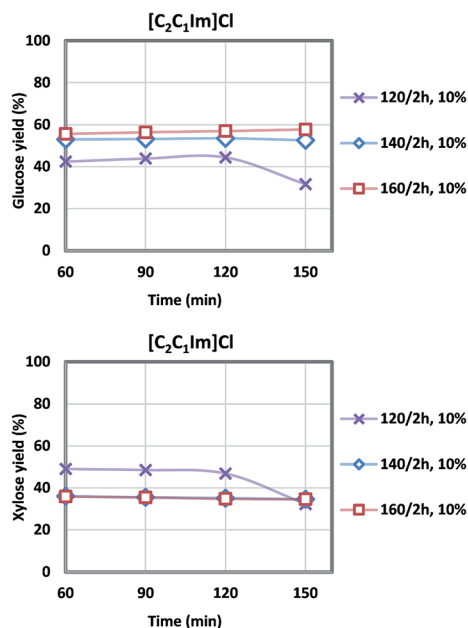 [C₂C₁Im]Cl
100
80
60
40
20
0
Glucose yield (%)
60 90 120 150
Time (min)
120/2h, 10%
140/2h, 10%
160/2h, 10%
[C₂C₁Im]Cl
100
80
60
40
20
0
Xylose yield (%)
60 90 120 150
Time (min)
120/2h, 10%
140/2h, 10%
160/2h, 10%